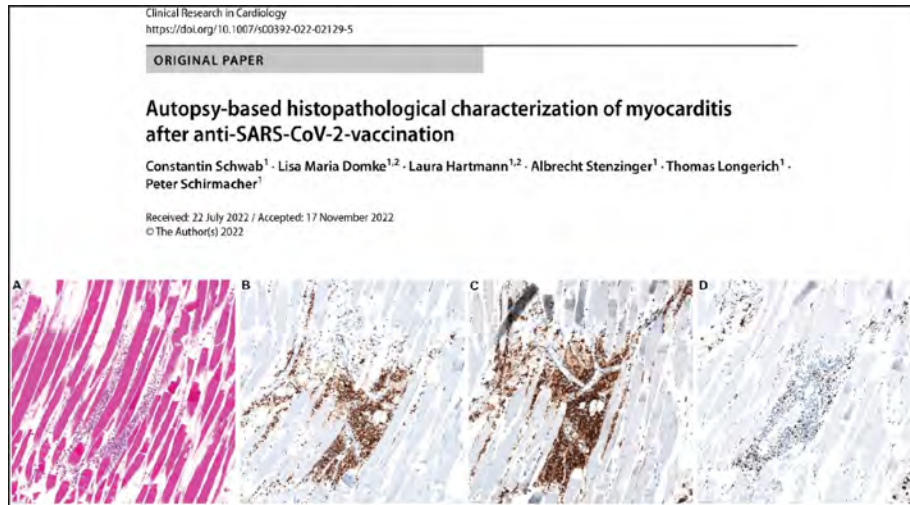 Clinical Research in Cardiology
https://doi.org/10.1007/s00392-022-02129-5
ORIGINAL PAPER
Autopsy-based histopathological characterization of myocarditis
after anti-SARS-CoV-2-vaccination
Constantin Schwab¹ · Lisa Maria Domke¹,² · Laura Hartmann¹,² · Albrecht Stenzinger¹ · Thomas Longerich¹ ·
Peter Schirmacher¹
Received: 22 July 2022 / Accepted: 17 November 2022
© The Author(s) 2022
A B C D